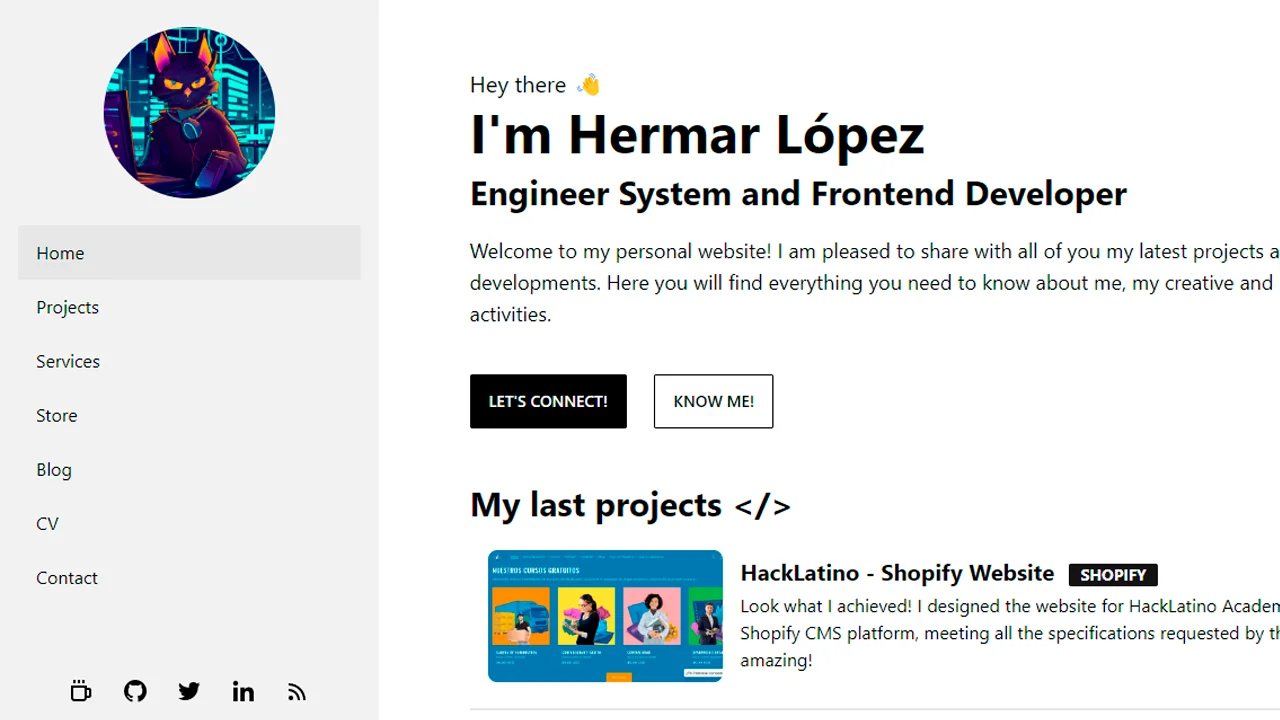 Home
Projects
Services
Store
Blog
CV
Contact
Hey there 👋
I'm Hermar López
Engineer System and Frontend Developer
Welcome to my personal website! I am pleased to share with all of you my latest projects a
developments. Here you will find everything you need to know about me, my creative and
activities.
LET'S CONNECT!
KNOW ME!
My last projects </>
NUESTROS CURSOS GRATUITOS
HackLatino - Shopify Website
SHOPIFY
Look what I achieved! I designed the website for HackLatino Academ
Shopify CMS platform, meeting all the specifications requested by th
amazing!